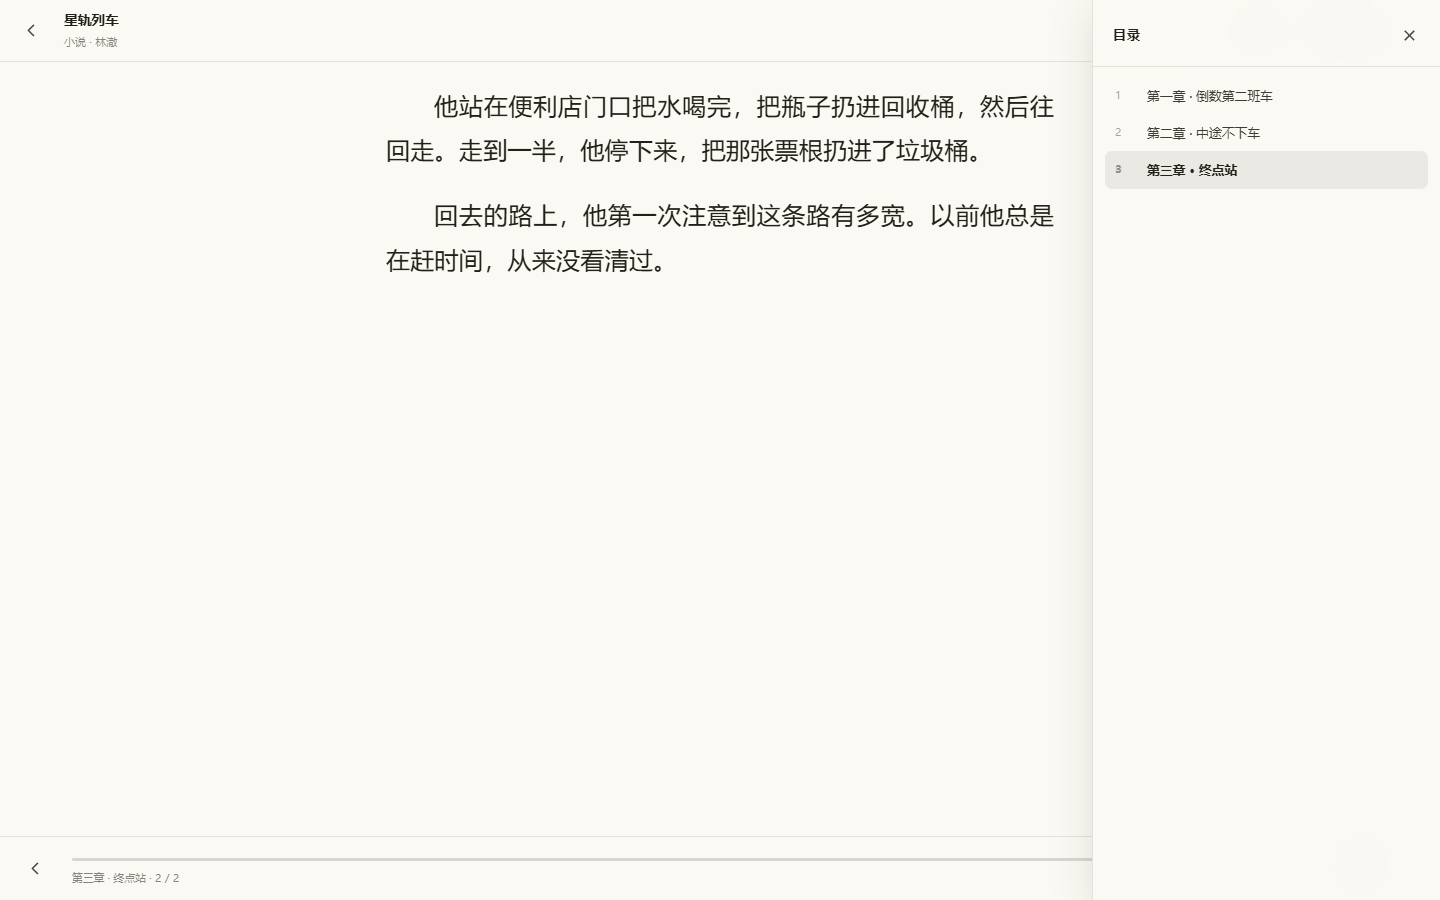 星轨列车
小说 · 林澈
他站在便利店门口把水喝完，把瓶子扔进回收桶，然后往
回走。走到一半，他停下来，把那张票根扔进了垃圾桶。
回去的路上，他第一次注意到这条路有多宽。以前他总是
在赶时间，从来没看清过。
第三章 · 终点站 · 2 / 2
目录
1 第一章 · 倒数第二班车
2 第二章 · 中途不下车
3 第三章 · 终点站